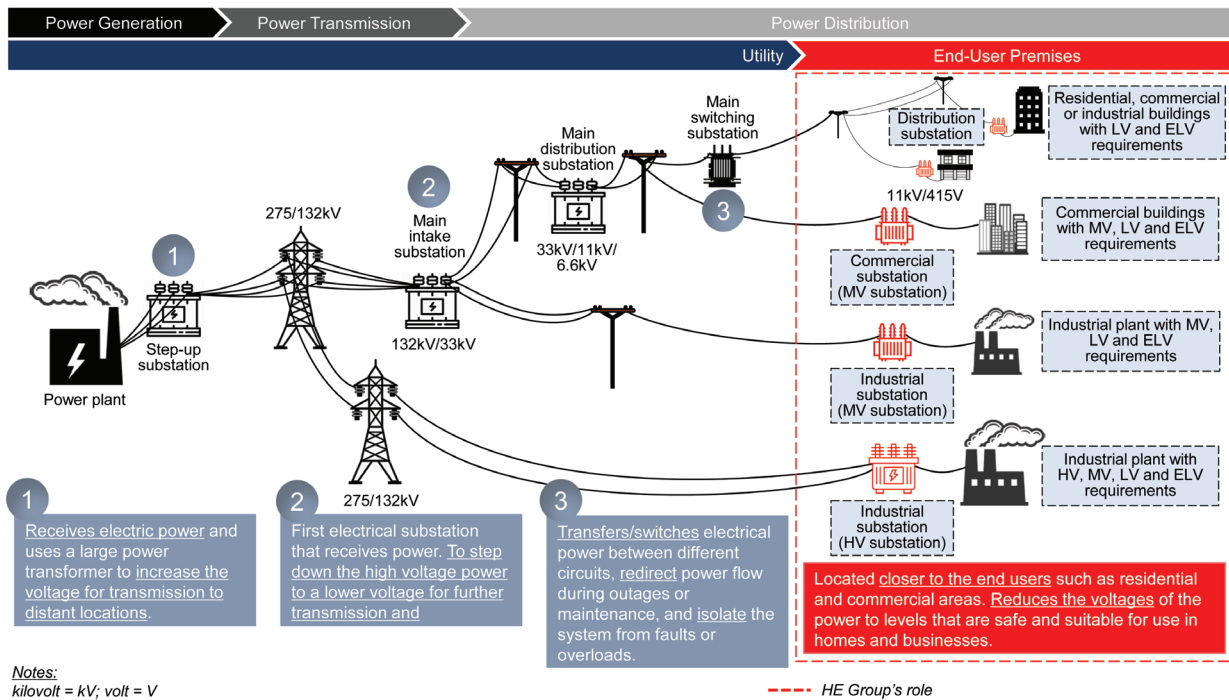 Power Generation
Power Transmission
Power Distribution
Utility
End-User Premises
1
Step-up
substation
Power plant
275/132kV
2
Main
intake
substation
132kV/33kV
275/132kV
Main
distribution
substation
33kV/11kV/
6.6kV
Main
switching
substation
3
Distribution
substation
11kV/415V
Residential, commercial
or industrial buildings
with LV and ELV
requirements
Commercial
substation
(MV substation)
Commercial buildings
with MV, LV and ELV
requirements
Industrial
substation
(MV substation)
Industrial plant with MV,
LV and ELV
requirements
Industrial
substation
(HV substation)
Industrial plant with
HV, MV, LV and ELV
requirements
1
Receives electric power and
uses a large power
transformer to increase the
voltage for transmission to
distant locations.
2
First electrical substation
that receives power. To step
down the high voltage power
to a lower voltage for further
transmission and
3
Transfers/switches electrical
power between different
circuits, redirect power flow
during outages or
maintenance, and isolate the
system from faults or
overloads.
Located closer to the end users such as residential
and commercial areas. Reduces the voltages of the
power to levels that are safe and suitable for use in
homes and businesses.
Notes:
kilovolt = kV; volt = V
HE Group's role